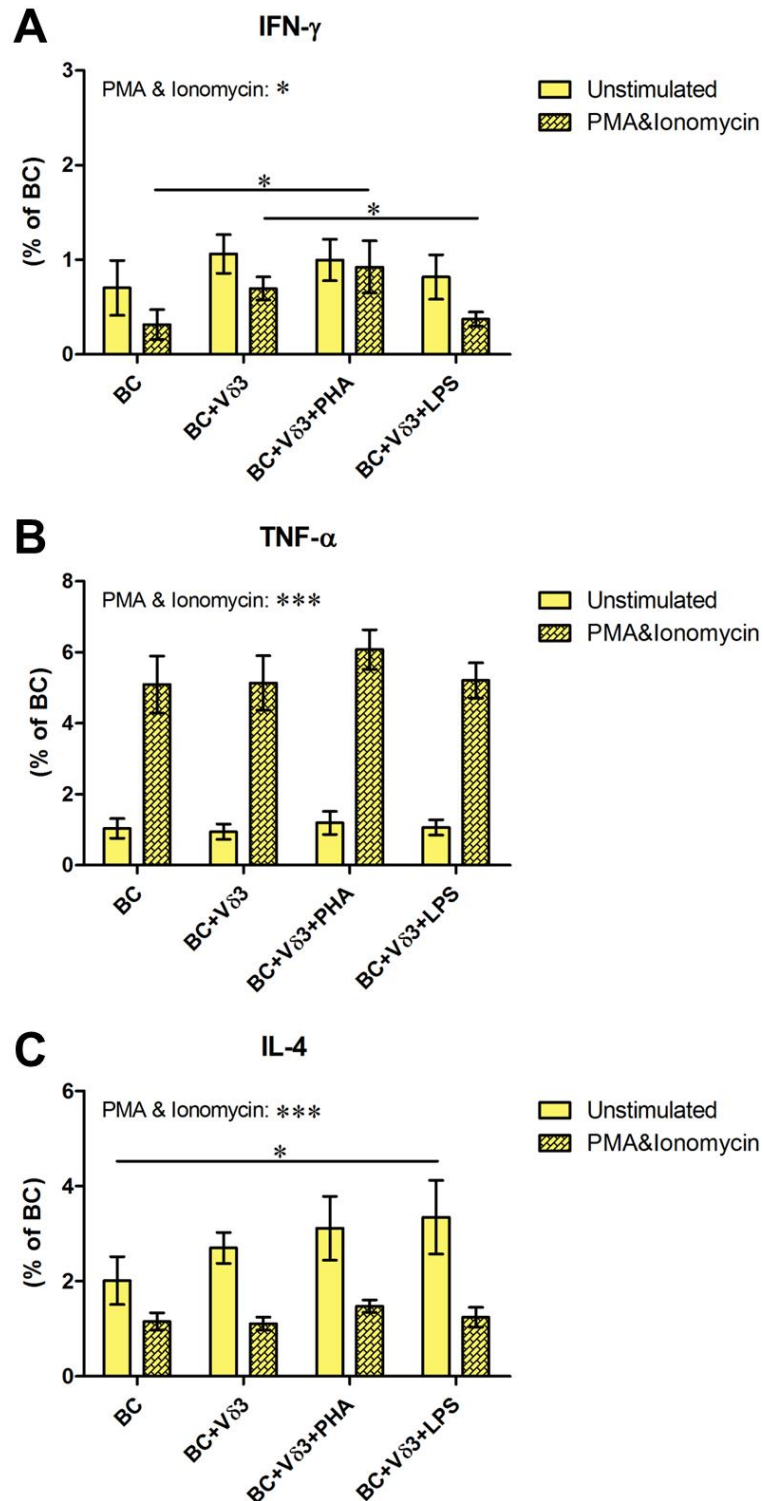 A
IFN-γ
3
2
1
0
(% of BC)
PMA & Ionomycin: *
*
*
Unstimulated
PMA&Ionomycin
BC
BC+Vδ3
BC+Vδ3+PHA
BC+Vδ3+LPS
B
TNF-α
8
6
4
2
0
(% of BC)
PMA & Ionomycin: ***
Unstimulated
PMA&Ionomycin
BC
BC+Vδ3
BC+Vδ3+PHA
BC+Vδ3+LPS
C
IL-4
6
4
2
0
(% of BC)
PMA & Ionomycin: ***
*
Unstimulated
PMA&Ionomycin
BC
BC+Vδ3
BC+Vδ3+PHA
BC+Vδ3+LPS